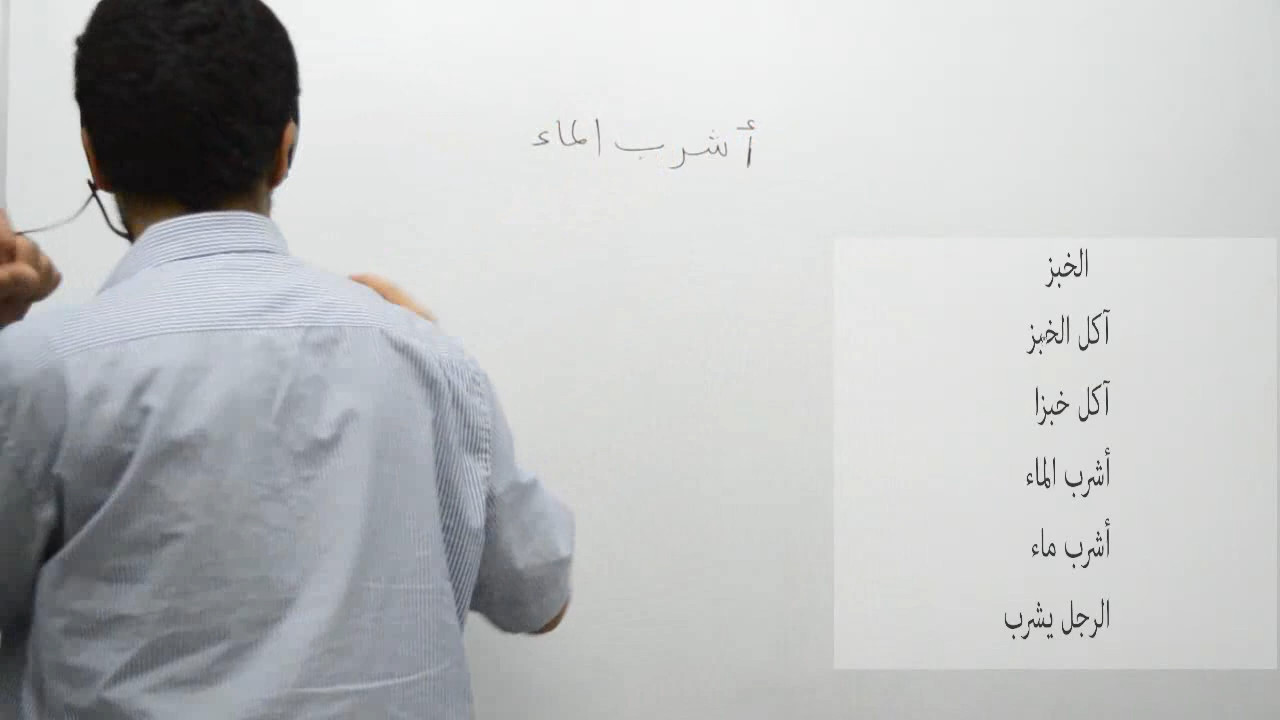 أشرب الماء
الخبز
آكل الخبز
آكل خبزا
أشرب الماء
أشرب ماء
الرجل يشرب